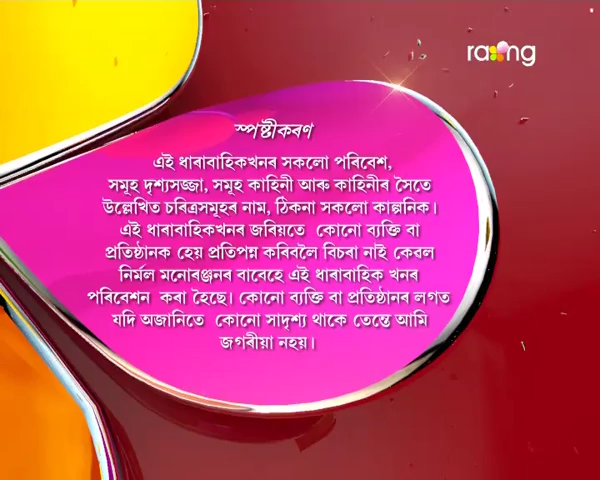 rang
স্পষ্টীকৰণ
এই ধাৰাবাহিকখনৰ সকলো পৰিবেশ,
সমূহ দৃশ্যসজ্জা, সমূহ কাহিনী আৰু কাহিনীৰ সৈতে
উল্লেখিত চৰিত্ৰসমূহৰ নাম, ঠিকনা সকলো কাল্পনিক।
এই ধাৰাবাহিকখনৰ জৰিয়তে কোনো ব্যক্তি বা
প্ৰতিষ্ঠানক হেয় প্ৰতিপন্ন কৰিবলৈ বিচৰা নাই কেৱল
নিৰ্মল মনোৰঞ্জনৰ বাবেহে এই ধাৰাবাহিক খনৰ
পৰিবেশন কৰা হৈছে। কোনো ব্যক্তি বা প্ৰতিষ্ঠানৰ লগত
যদি অজানিতে কোনো সাদৃশ্য থাকে তেন্তে আমি
জগৰীয়া নহয়।